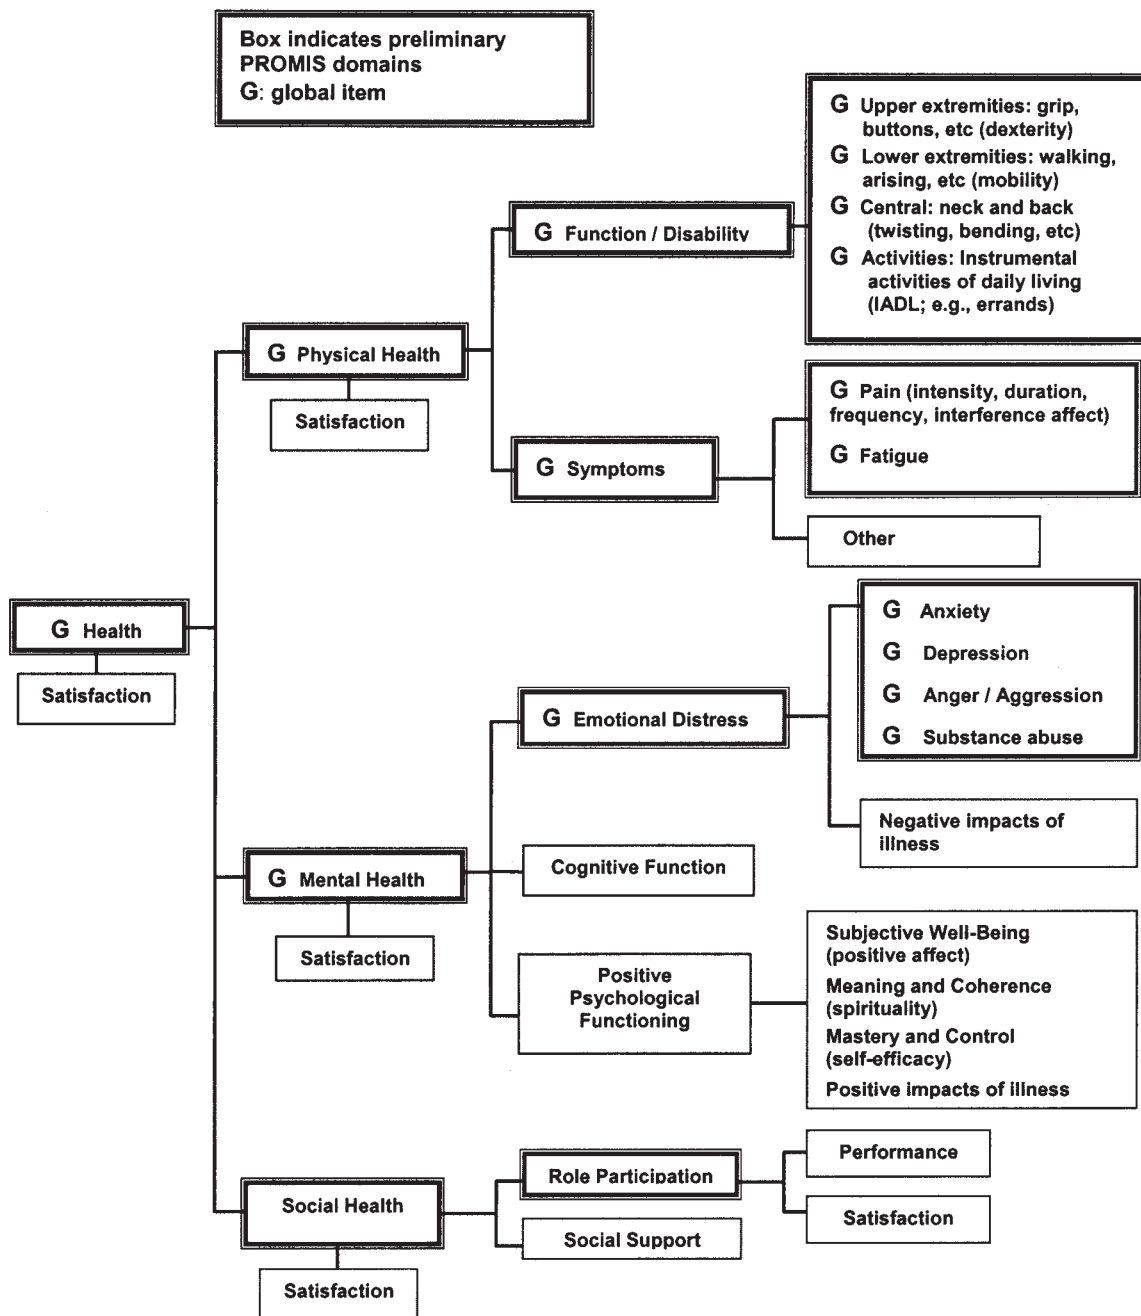 Box indicates preliminary
PROMIS domains
G: global item
G Upper extremities: grip,
buttons, etc (dexterity)
G Lower extremities: walking,
arising, etc (mobility)
G Central: neck and back
(twisting, bending, etc)
G Activities: Instrumental
activities of daily living
(IADL; e.g., errands)
G Function / Disability
G Physical Health
Satisfaction
G Pain (intensity, duration,
frequency, interference affect)
G Fatigue
G Symptoms
Other
G Health
Satisfaction
G Anxiety
G Depression
G Anger / Aggression
G Substance abuse
G Emotional Distress
Negative impacts of
illness
Cognitive Function
G Mental Health
Satisfaction
Positive
Psychological
Functioning
Subjective Well-Being
(positive affect)
Meaning and Coherence
(spirituality)
Mastery and Control
(self-efficacy)
Positive impacts of illness
Performance
Role Participation
Satisfaction
Social Health
Social Support
Satisfaction